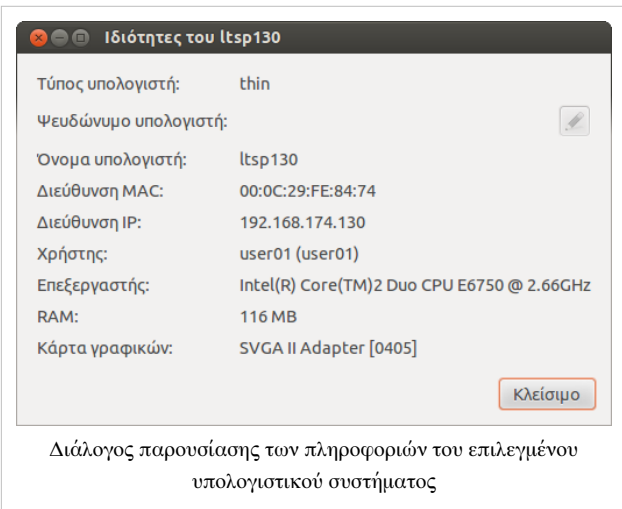 Ιδιότητες του ltsp130
Τύπος υπολογιστή: thin
Ψευδώνυμο υπολογιστή:
Όνομα υπολογιστή: ltsp130
Διεύθυνση MAC: 00:0C:29:FE:84:74
Διεύθυνση IP: 192.168.174.130
Χρήστης: user01 (user01)
Επεξεργαστής: Intel(R) Core(TM)2 Duo CPU E6750 @ 2.66GHz
RAM: 116 MB
Κάρτα γραφικών: SVGA II Adapter [0405]
Κλείσιμο
Διάλογος παρουσίασης των πληροφοριών του επιλεγμένου
υπολογιστικού συστήματος